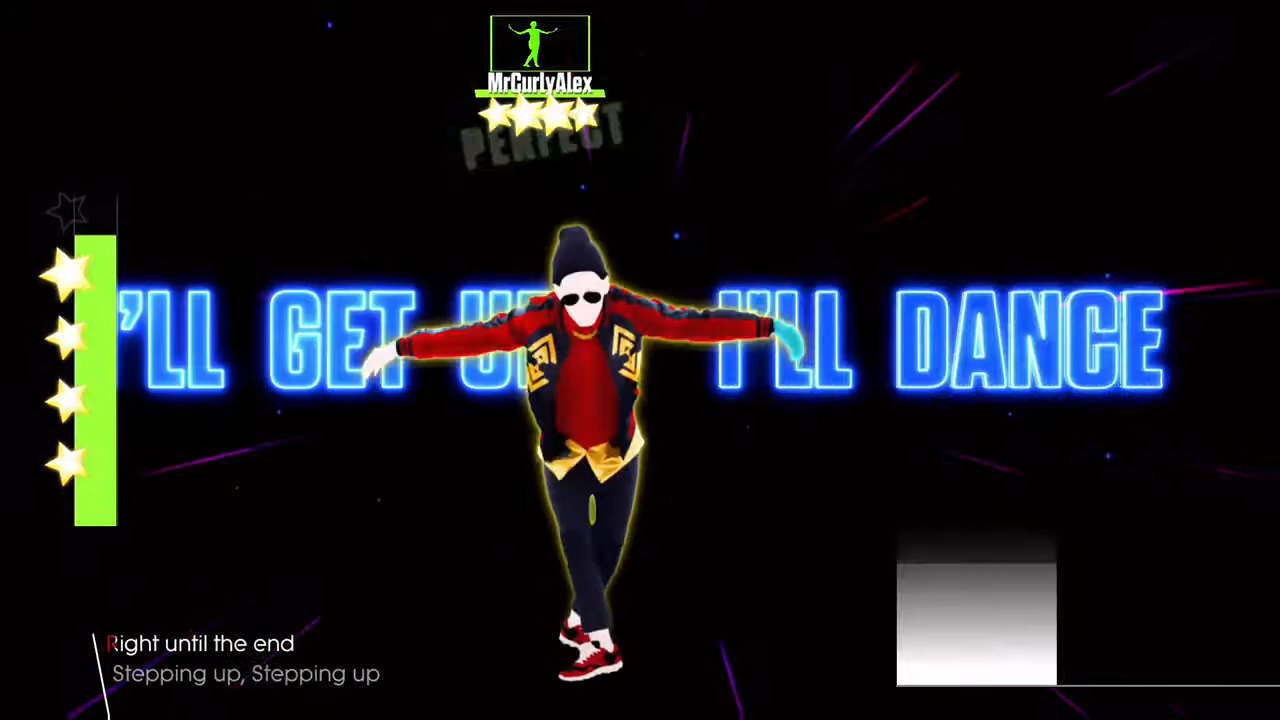 MrCurlyAlex
PERFECT
'LL GET U I'LL DANCE
Right until the end
Stepping up, Stepping up